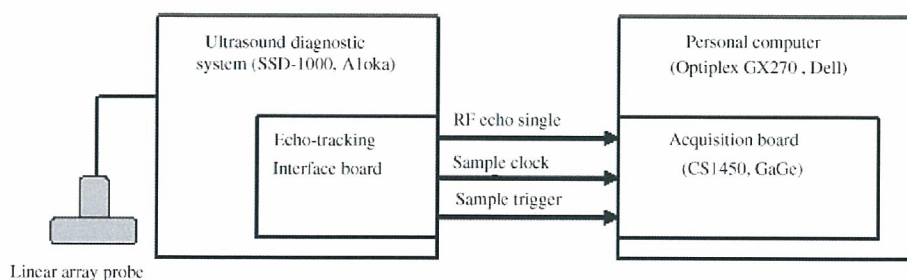 Ultrasound diagnostic
system (SSD-1000, A1oka)
Personal computer
(Optiplex GX270 , Dell)
RF echo single
Echo-tracking
Interface board
Sample clock
Sample trigger
Acquisition board
(CS1450, GaGe)
Linear array probe